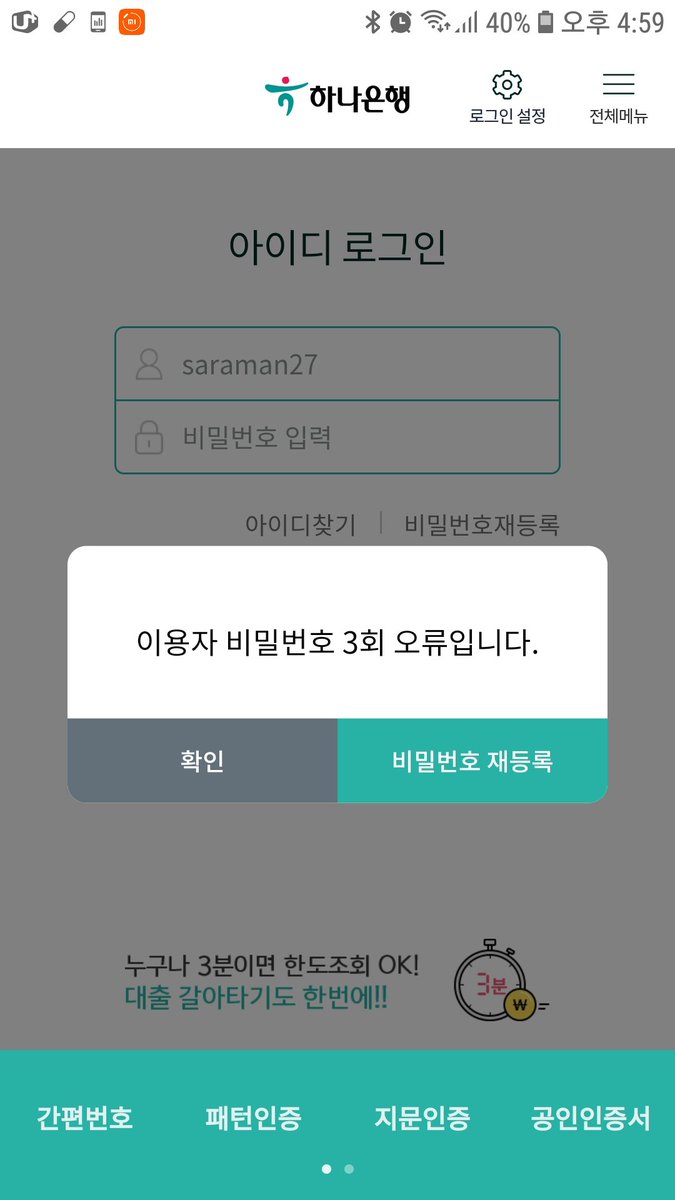 40% 오후 4:59
하나은행
로그인 설정
전체메뉴
아이디 로그인
saraman27
비밀번호 입력
아이디찾기 | 비밀번호재등록
이용자 비밀번호 3회 오류입니다.
확인
비밀번호 재등록
누구나 3분이면 한도조회 OK!
대출 갈아타기도 한번에!!
3분
₩
간편번호
패턴인증
지문인증
공인인증서